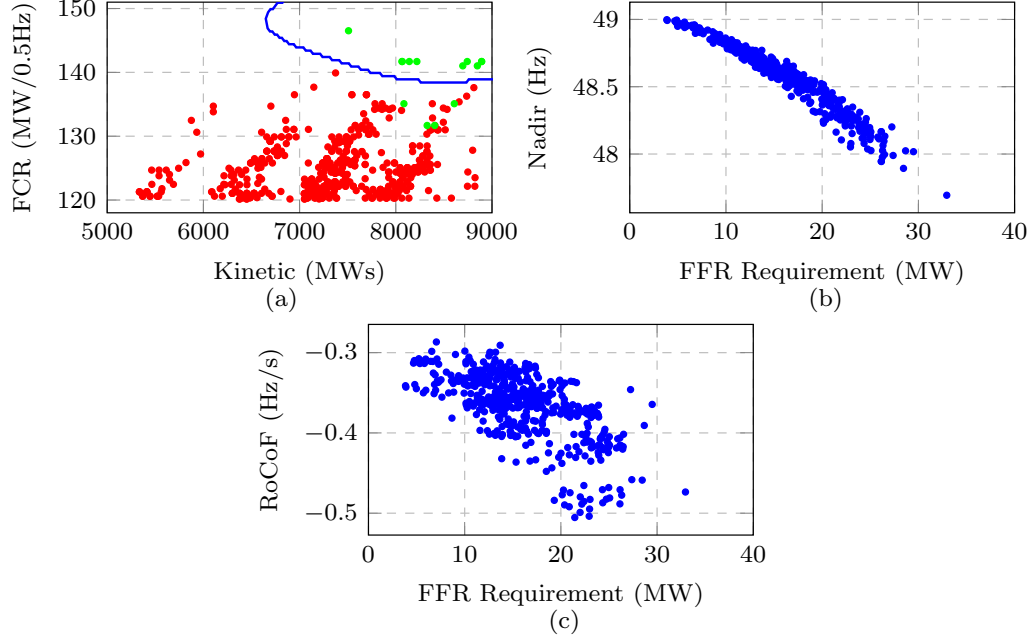 150
140
130
120
FCR (MW/0.5Hz)
5000 6000 7000 8000 9000
Kinetic (MWs)
(a)
49
48.5
48
Nadir (Hz)
0 10 20 30 40
FFR Requirement (MW)
(b)
−0.3
−0.4
−0.5
RoCoF (Hz/s)
0 10 20 30 40
FFR Requirement (MW)
(c)